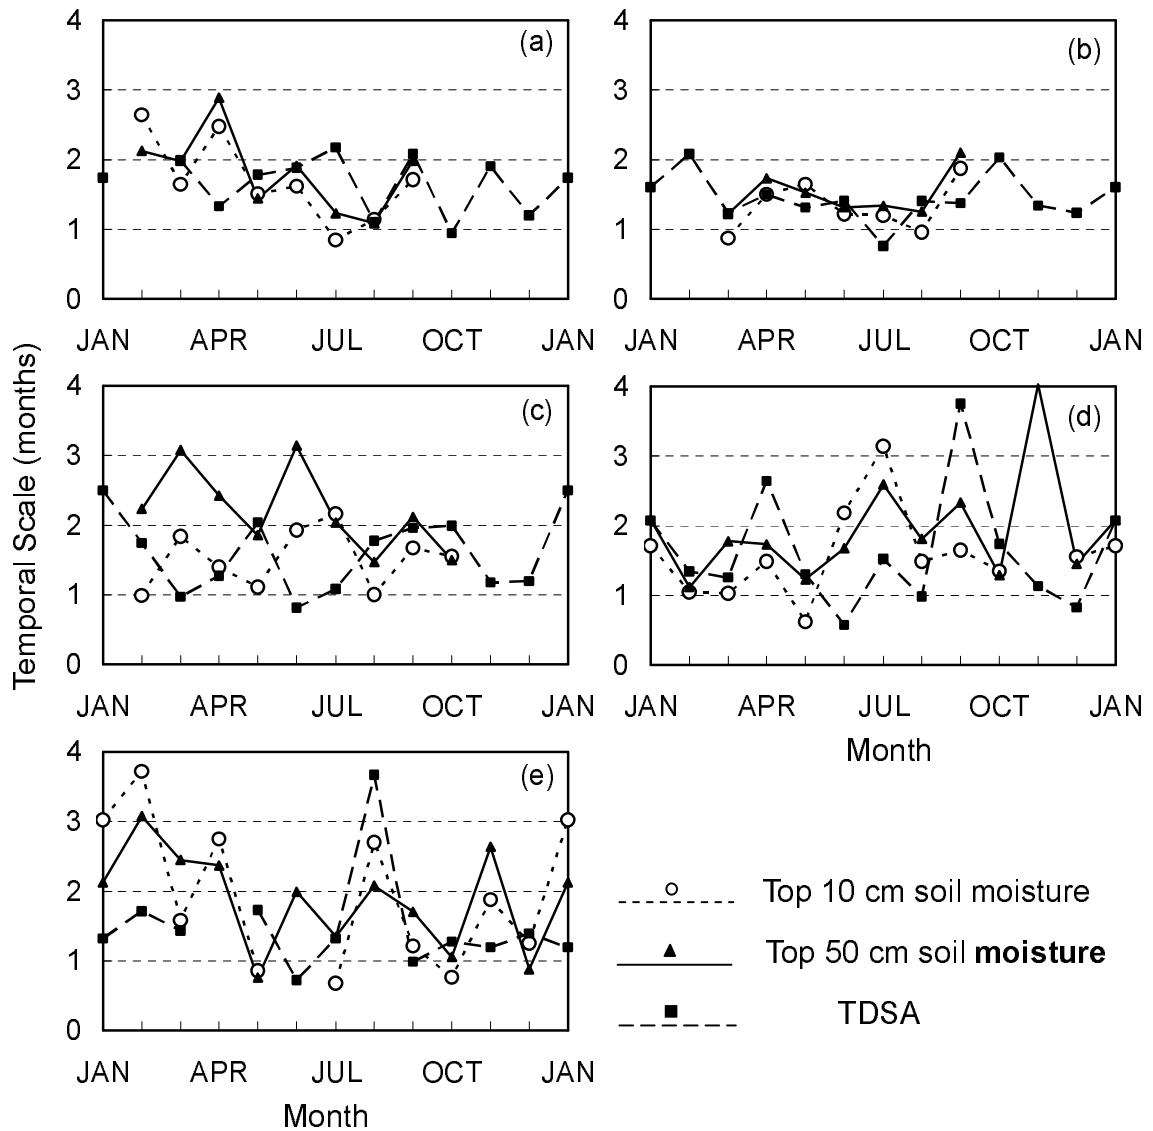 4 (a) 4 (b)
3 3
2 2
1 1
0 0
JAN APR JUL OCT JAN JAN APR JUL OCT JAN
Temporal Scale (months)
4 (c) 4 (d)
3 3
2 2
1 1
0 0
JAN APR JUL OCT JAN JAN APR JUL OCT JAN
Month
4 (e)
3
2
1
0
JAN APR JUL OCT JAN
Month
Top 10 cm soil moisture
Top 50 cm soil moisture
TDSA